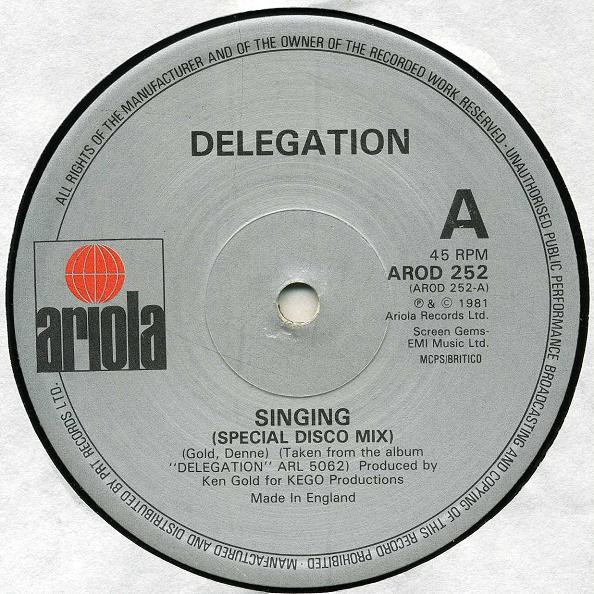 ALL RIGHTS OF THE MANUFACTURER AND OF THE OWNER OF THE RECORDED WORK RESERVED · UNAUTHORISED PUBLIC PERFORMANCE BROADCASTING AND COPYING OF THIS RECORD PROHIBITED · MANUFACTURED AND DISTRIBUTED BY PRT RECORDS LTD ·
DELEGATION
A
45 RPM
AROD 252
(AROD 252-A)
℗ & © 1981
Ariola Records Ltd.
Screen Gems-
EMI Music Ltd.
MCPS/BRITICO
ariola
SINGING
(SPECIAL DISCO MIX)
(Gold, Denne) (Taken from the album
"DELEGATION" ARL 5062) Produced by
Ken Gold for KEGO Productions
Made in England